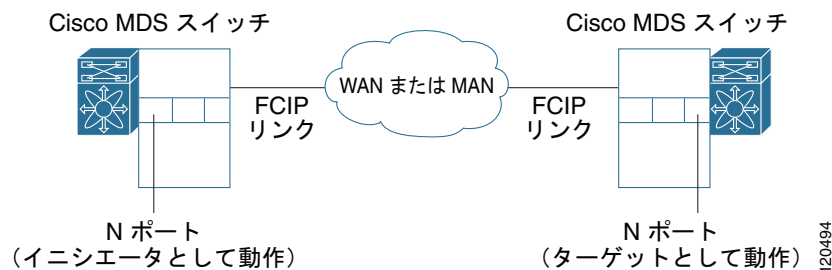 Cisco MDS スイッチ
Cisco MDS スイッチ
WAN または MAN
FCIP
リンク
FCIP
リンク
N ポート
(イニシエータとして動作)
N ポート
(ターゲットとして動作)
120494